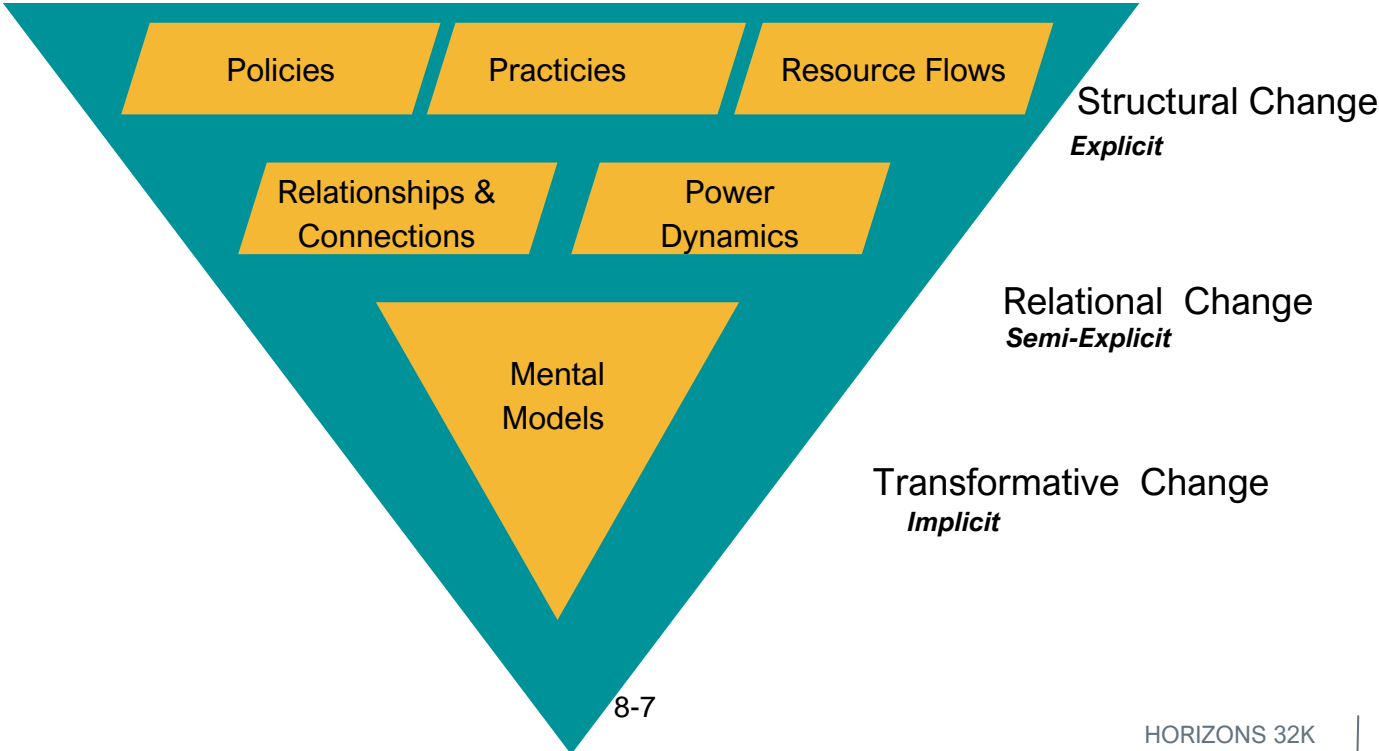 Policies
Practicies
Resource Flows
Structural Change
Explicit
Relationships &
Connections
Power
Dynamics
Relational Change
Semi-Explicit
Mental
Models
Transformative Change
Implicit
8-7
HORIZONS 32K |